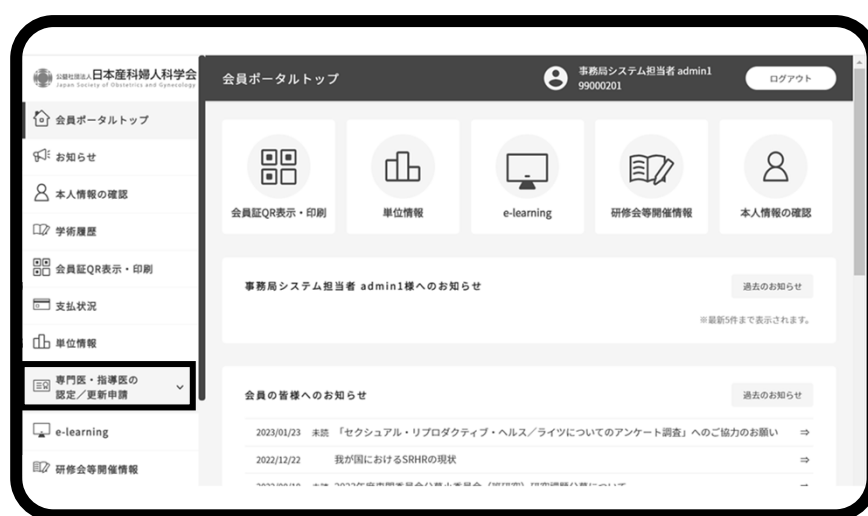 公益社団法人日本産科婦人科学会
Japan Society of Obstetrics and Gynecology
会員ポータルトップ
お知らせ
本人情報の確認
学術履歴
会員証QR表示・印刷
支払状況
単位情報
専門医・指導医の
認定／更新申請
e-learning
研修会等開催情報
会員ポータルトップ
事務局システム担当者 admin1
99000201
ログアウト
会員証QR表示・印刷
単位情報
e-learning
研修会等開催情報
本人情報の確認
事務局システム担当者 admin1様へのお知らせ
過去のお知らせ
※最新5件まで表示されます。
会員の皆様へのお知らせ
過去のお知らせ
2023/01/23 未読 「セクシュアル・リプロダクティブ・ヘルス／ライツについてのアンケート調査」へのご協力のお願い ⇒
2022/12/22 我が国におけるSRHRの現状 ⇒